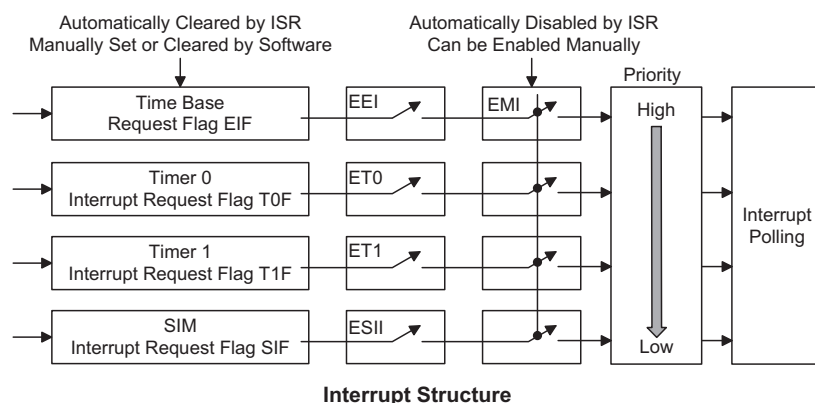 Automatically Cleared by ISR
Manually Set or Cleared by Software
Automatically Disabled by ISR
Can be Enabled Manually
Priority
Time Base
Request Flag EIF
EEI
EMI
High
Timer 0
Interrupt Request Flag T0F
ET0
Timer 1
Interrupt Request Flag T1F
ET1
Interrupt
Polling
SIM
Interrupt Request Flag SIF
ESII
Low
Interrupt Structure